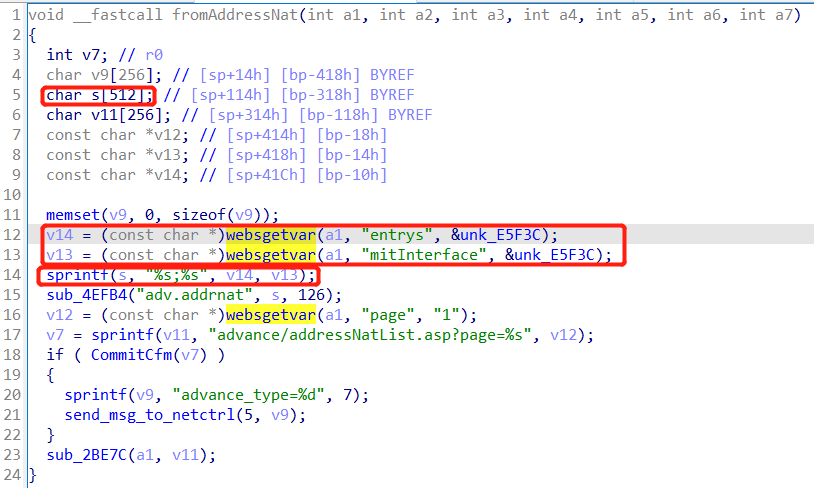 1 void __fastcall fromAddressNat(int a1, int a2, int a3, int a4, int a5, int a6, int a7)
2 {
3 int v7; // r0
4 char v9[256]; // [sp+14h] [bp-418h] BYREF
5 char s[512]; // [sp+114h] [bp-318h] BYREF
6 char v11[256]; // [sp+314h] [bp-118h] BYREF
7 const char *v12; // [sp+414h] [bp-18h]
8 const char *v13; // [sp+418h] [bp-14h]
9 const char *v14; // [sp+41Ch] [bp-10h]
10
11 memset(v9, 0, sizeof(v9));
12 v14 = (const char *)websgetvar(a1, "entrys", &unk_E5F3C);
13 v13 = (const char *)websgetvar(a1, "mitInterface", &unk_E5F3C);
14 sprintf(s, "%s;%s", v14, v13);
15 sub_4EFB4("adv.addrnat", s, 126);
16 v12 = (const char *)websgetvar(a1, "page", "1");
17 v7 = sprintf(v11, "advance/addressNatList.asp?page=%s", v12);
18 if ( CommitCfm(v7) )
19 {
20 sprintf(v9, "advance_type=%d", 7);
21 send_msg_to_netctrl(5, v9);
22 }
23 sub_2BE7C(a1, v11);
24 }